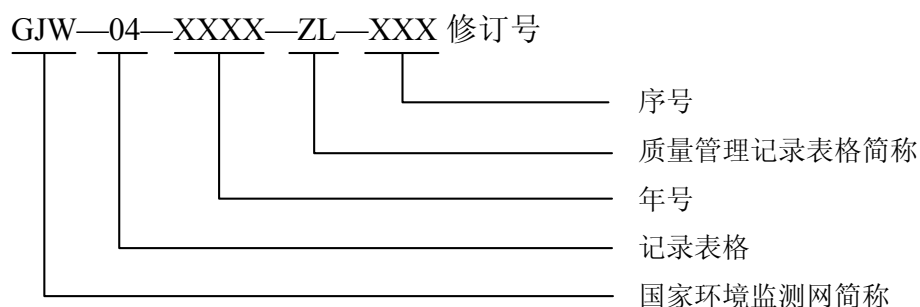 GJW—04—XXXX—ZL—XXX 修订号
序号
质量管理记录表格简称
年号
记录表格
国家环境监测网简称